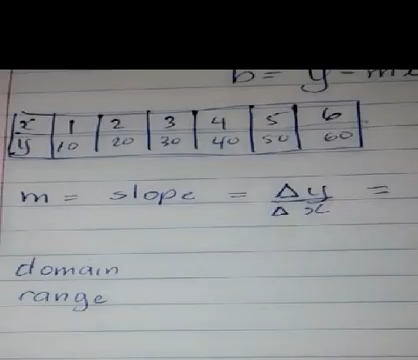 b = y - m
x 1 2 3 4 5 6
y 10 20 30 40 50 60
m = slope = Δy / Δx =
domain
range